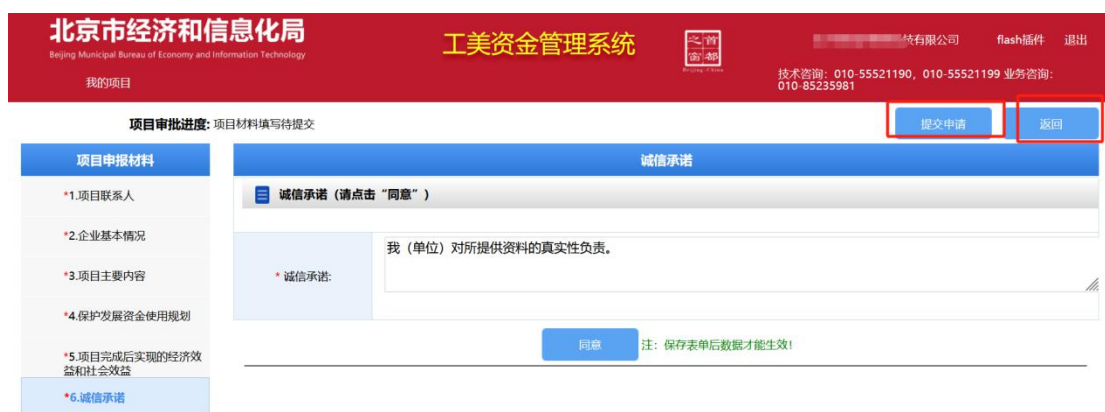 北京市经济和信息化局
Beijing Municipal Bureau of Economy and Information Technology
工美资金管理系统
首都
之窗
Beijing-China
技有限公司
flash插件
退出
我的项目
技术咨询: 010-55521190, 010-55521199 业务咨询:
010-85235981
项目审批进度: 项目材料填写待提交
提交申请
返回
项目申报材料
诚信承诺
*1.项目联系人
诚信承诺（请点击“同意”）
*2.企业基本情况
我（单位）对所提供资料的真实性负责。
*3.项目主要内容
* 诚信承诺:
*4.保护发展资金使用规划
同意
注：保存表单后数据才能生效!
*5.项目完成后实现的经济效
益和社会效益
*6.诚信承诺